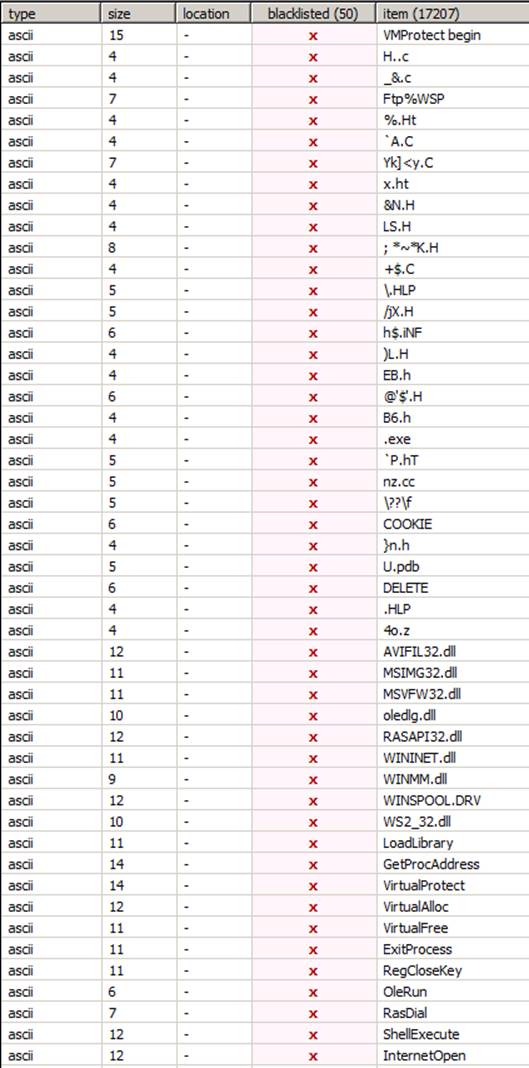 type size location blacklisted (50) item (17207)
ascii 15 - x VMProtect begin
ascii 4 - x H..c
ascii 4 - x _&.c
ascii 7 - x Ftp%WSP
ascii 4 - x %.Ht
ascii 4 - x `A.C
ascii 7 - x Yk]<y.C
ascii 4 - x x.ht
ascii 4 - x &N.H
ascii 4 - x LS.H
ascii 8 - x ; *~*K.H
ascii 4 - x +$.C
ascii 5 - x \.HLP
ascii 5 - x /jX.H
ascii 6 - x h$.iNF
ascii 4 - x )L.H
ascii 4 - x EB.h
ascii 6 - x @'$'.H
ascii 4 - x B6.h
ascii 4 - x .exe
ascii 5 - x `P.hT
ascii 5 - x nz.cc
ascii 5 - x \??\f
ascii 6 - x COOKIE
ascii 4 - x }n.h
ascii 5 - x U.pdb
ascii 6 - x DELETE
ascii 4 - x .HLP
ascii 4 - x 4o.z
ascii 12 - x AVIFIL32.dll
ascii 11 - x MSIMG32.dll
ascii 11 - x MSVFW32.dll
ascii 10 - x oledlg.dll
ascii 12 - x RASAPI32.dll
ascii 11 - x WININET.dll
ascii 9 - x WINMM.dll
ascii 12 - x WINSPOOL.DRV
ascii 10 - x WS2_32.dll
ascii 11 - x LoadLibrary
ascii 14 - x GetProcAddress
ascii 14 - x VirtualProtect
ascii 12 - x VirtualAlloc
ascii 11 - x VirtualFree
ascii 11 - x ExitProcess
ascii 11 - x RegCloseKey
ascii 6 - x OleRun
ascii 7 - x RasDial
ascii 12 - x ShellExecute
ascii 12 - x InternetOpen